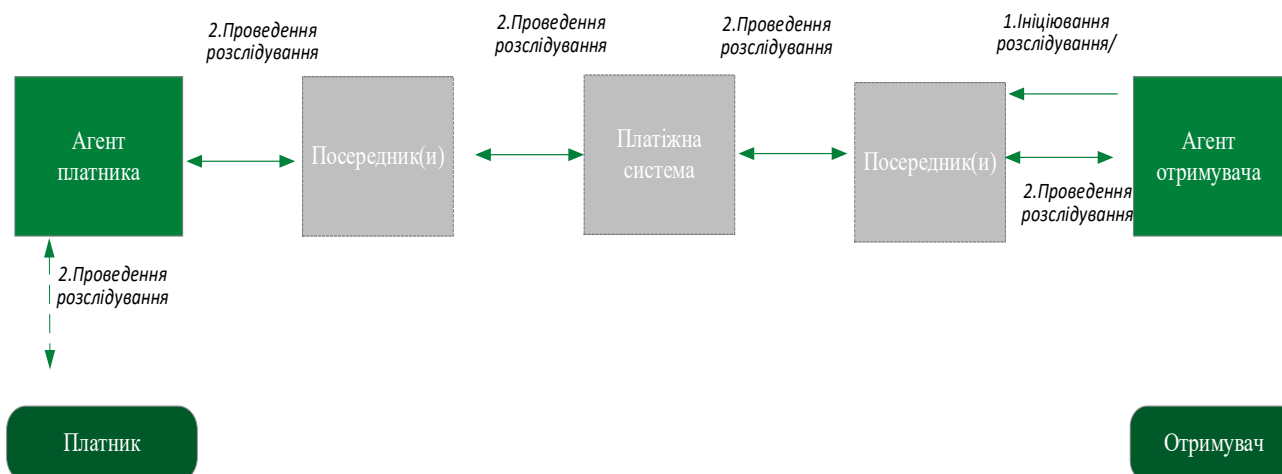 2.Проведення
розслідування
2.Проведення
розслідування
2.Проведення
розслідування
1.Ініціювання
розслідування/
Агент
платника
Посередник(и)
Платіжна
система
Посередник(и)
Агент
отримувача
2.Проведення
розслідування
2.Проведення
розслідування
Платник
Отримувач